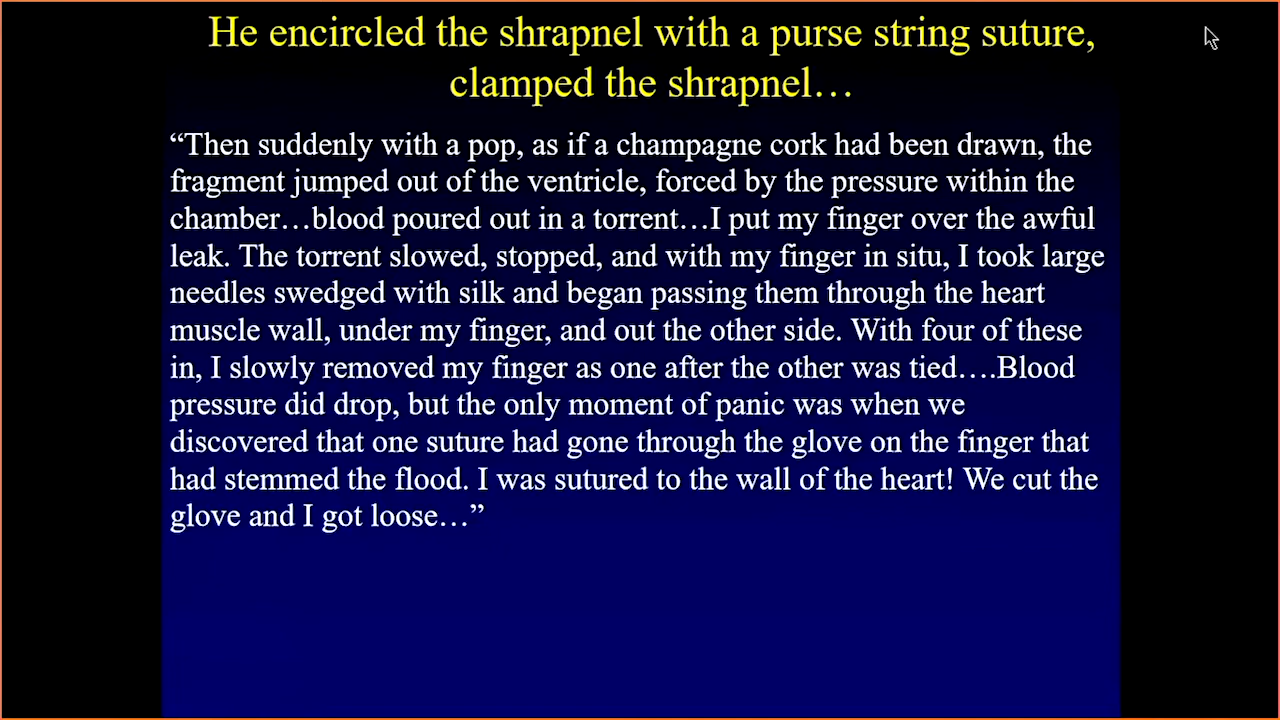 He encircled the shrapnel with a purse string suture,
clamped the shrapnel…
“Then suddenly with a pop, as if a champagne cork had been drawn, the
fragment jumped out of the ventricle, forced by the pressure within the
chamber…blood poured out in a torrent…I put my finger over the awful
leak. The torrent slowed, stopped, and with my finger in situ, I took large
needles swedged with silk and began passing them through the heart
muscle wall, under my finger, and out the other side. With four of these
in, I slowly removed my finger as one after the other was tied….Blood
pressure did drop, but the only moment of panic was when we
discovered that one suture had gone through the glove on the finger that
had stemmed the flood. I was sutured to the wall of the heart! We cut the
glove and I got loose…”